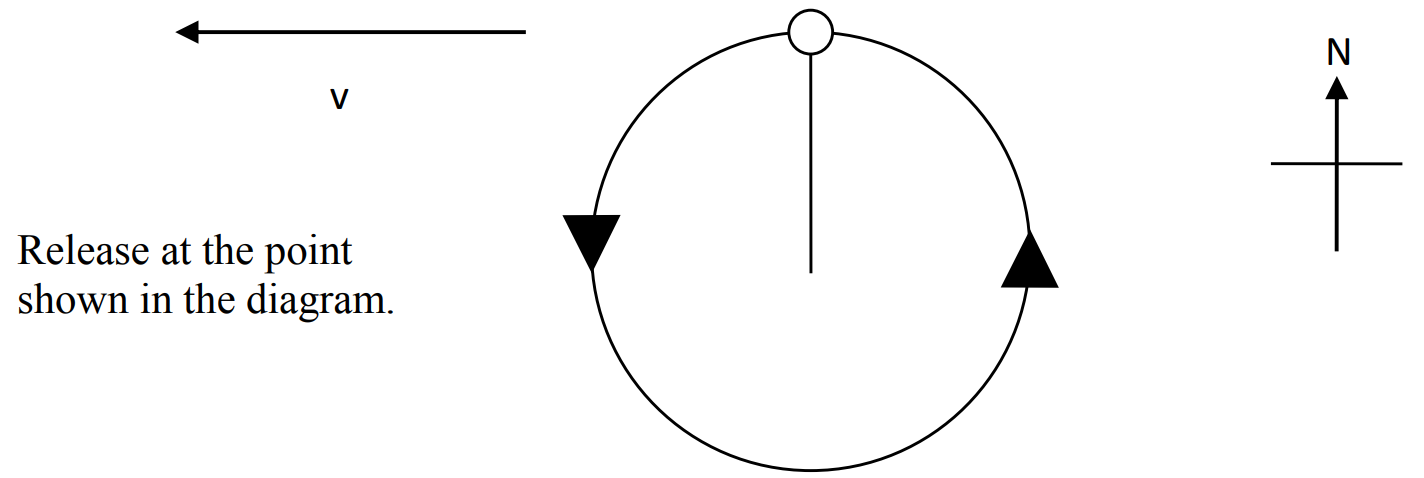 N
v
Release at the point
shown in the diagram.